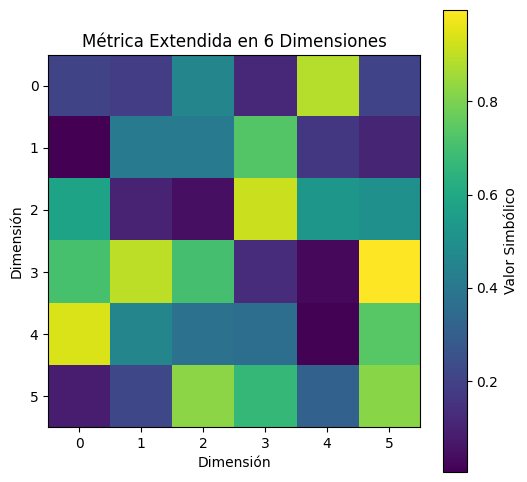 Métrica Extendida en 6 Dimensiones
0
1
2
3
4
5
Dimensión
0 1 2 3 4 5
Dimensión
0.8
0.6
0.4
0.2
Valor Simbólico